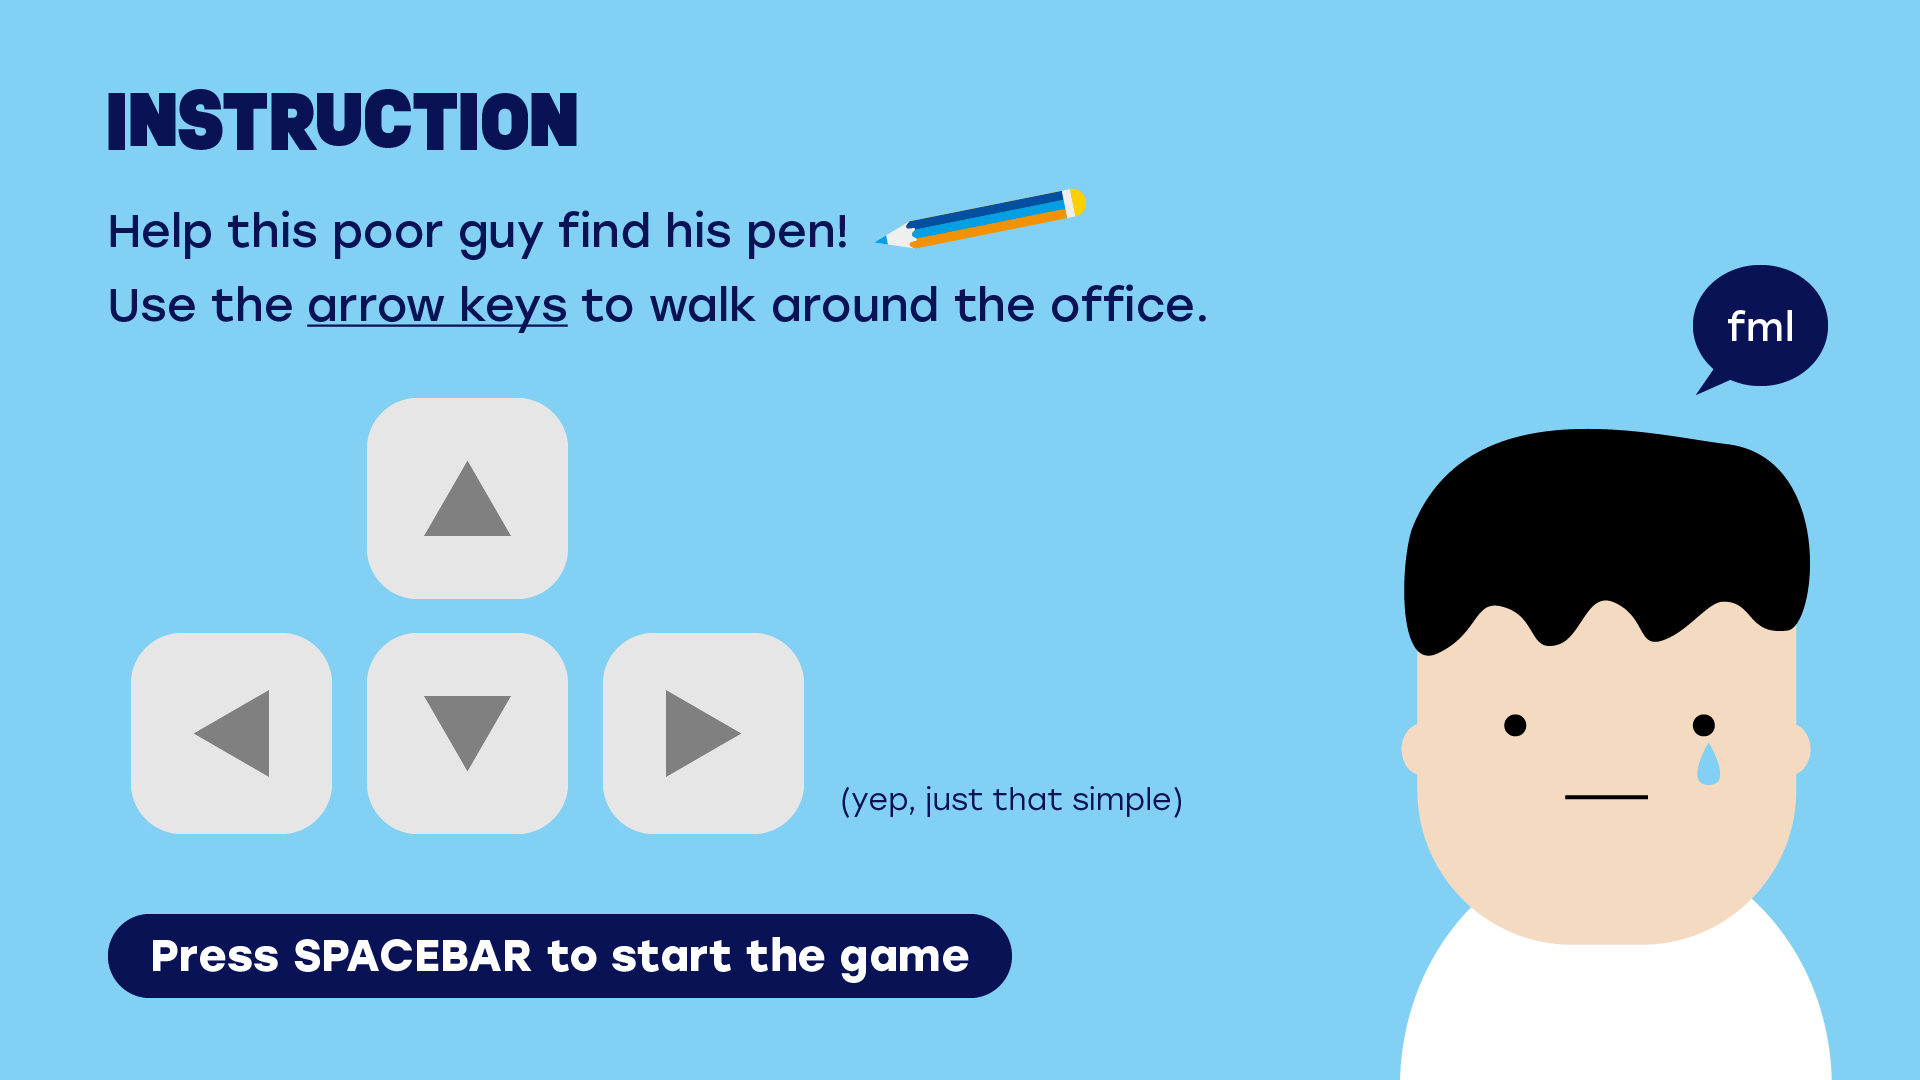 INSTRUCTION
Help this poor guy find his pen!
Use the arrow keys to walk around the office.
fml
(yep, just that simple)
Press SPACEBAR to start the game